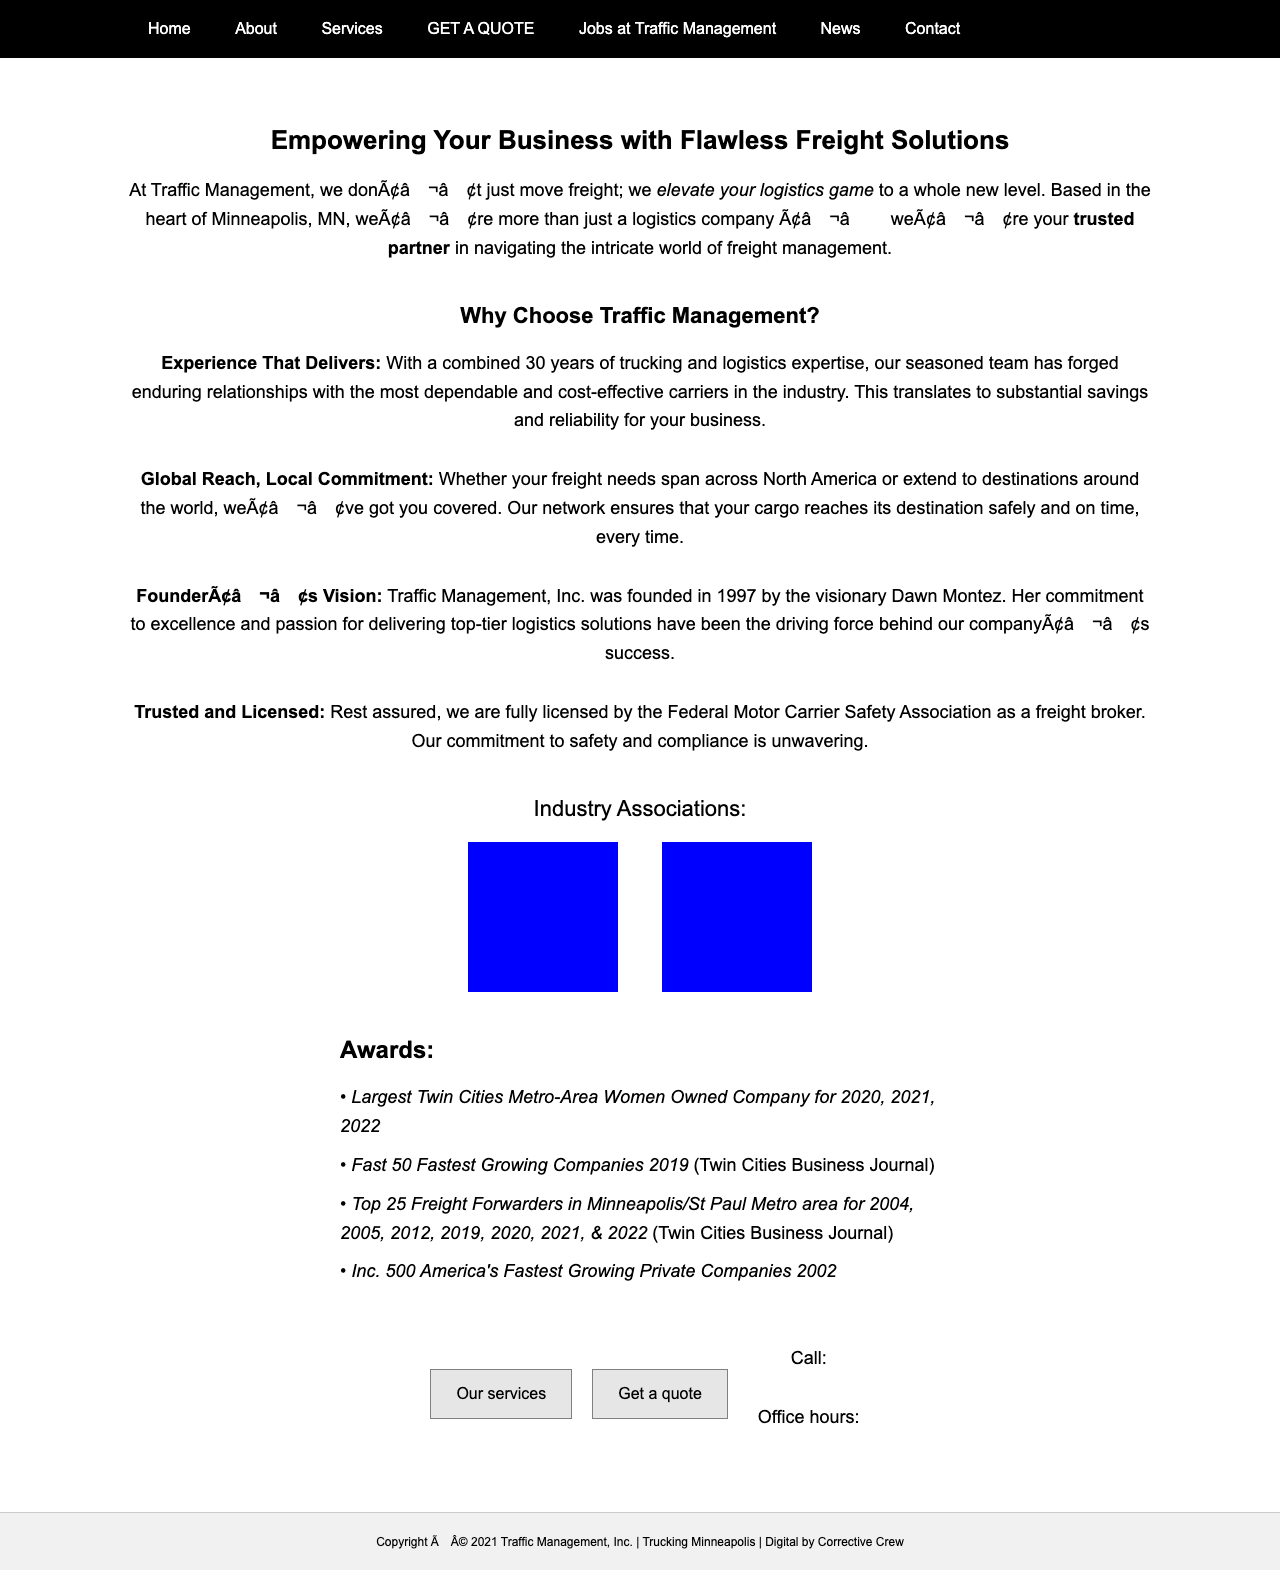 Home About Services GET A QUOTE Jobs at Traffic Management News Contact
Empowering Your Business with Flawless Freight Solutions
At Traffic Management, we donÃ¢â ¬â ¢t just move freight; we elevate your logistics game to a whole new level. Based in the
heart of Minneapolis, MN, weÃ¢â ¬â ¢re more than just a logistics company Ã¢â ¬â weÃ¢â ¬â ¢re your trusted
partner in navigating the intricate world of freight management.
Why Choose Traffic Management?
Experience That Delivers: With a combined 30 years of trucking and logistics expertise, our seasoned team has forged
enduring relationships with the most dependable and cost-effective carriers in the industry. This translates to substantial savings
and reliability for your business.
Global Reach, Local Commitment: Whether your freight needs span across North America or extend to destinations around
the world, weÃ¢â ¬â ¢ve got you covered. Our network ensures that your cargo reaches its destination safely and on time,
every time.
FounderÃ¢â ¬â ¢s Vision: Traffic Management, Inc. was founded in 1997 by the visionary Dawn Montez. Her commitment
to excellence and passion for delivering top-tier logistics solutions have been the driving force behind our companyÃ¢â ¬â ¢s
success.
Trusted and Licensed: Rest assured, we are fully licensed by the Federal Motor Carrier Safety Association as a freight broker.
Our commitment to safety and compliance is unwavering.
Industry Associations:
Awards:
• Largest Twin Cities Metro-Area Women Owned Company for 2020, 2021,
2022
• Fast 50 Fastest Growing Companies 2019 (Twin Cities Business Journal)
• Top 25 Freight Forwarders in Minneapolis/St Paul Metro area for 2004,
2005, 2012, 2019, 2020, 2021, & 2022 (Twin Cities Business Journal)
• Inc. 500 America's Fastest Growing Private Companies 2002
Call:
Our services Get a quote
Office hours:
Copyright Ã Â© 2021 Traffic Management, Inc. | Trucking Minneapolis | Digital by Corrective Crew